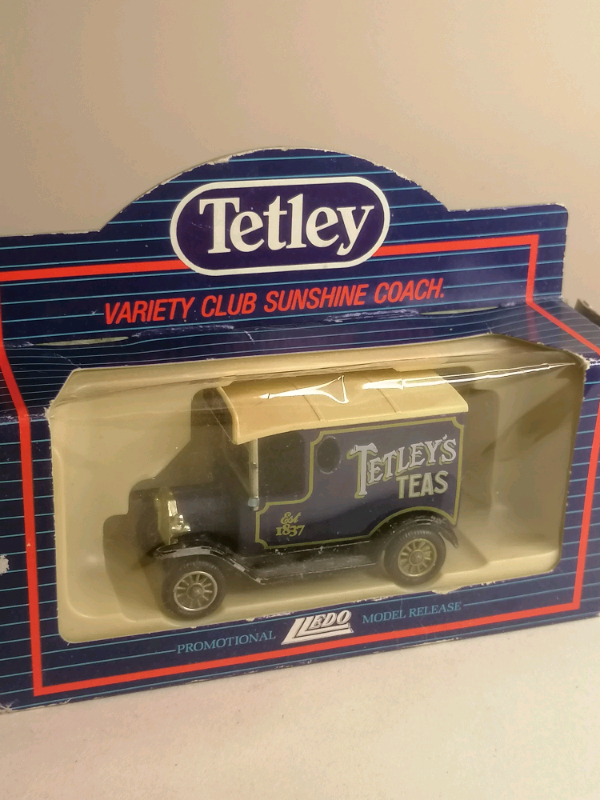 Tetley
VARIETY CLUB SUNSHINE COACH.
TETLEY'S
TEAS
Est
1837
PROMOTIONAL LLEDO MODEL RELEASE